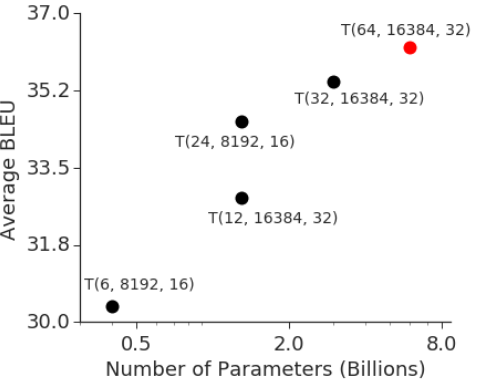 37.0
T(64, 16384, 32)
35.2
T(32, 16384, 32)
T(24, 8192, 16)
33.5
T(12, 16384, 32)
31.8
T(6, 8192, 16)
30.0
0.5 2.0 8.0
Number of Parameters (Billions)
Average BLEU